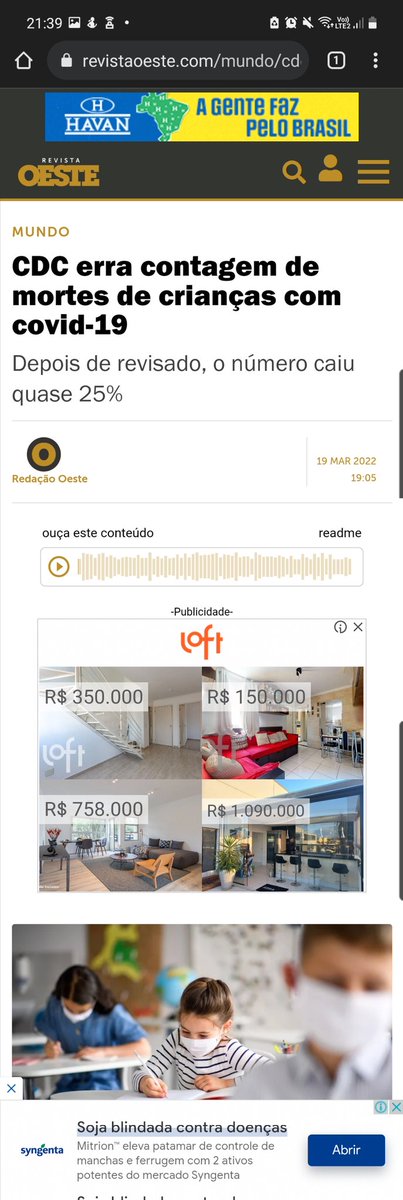 21:39
Vo))
LTE2
revistaoeste.com/mundo/cd
1
H
HAVAN
A GENTE FAZ
PELO BRASIL
REVISTA
OESTE
MUNDO
CDC erra contagem de
mortes de crianças com
covid-19
Depois de revisado, o número caiu
quase 25%
Redação Oeste
19 MAR 2022
19:05
ouça este conteúdo
readme
-Publicidade-
loft
R$ 350.000
R$ 150.000
loft
R$ 758.000
R$ 1.090.000
syngenta
Soja blindada contra doenças
Mitrion™ eleva patamar de controle de
manchas e ferrugem com 2 ativos
potentes do mercado Syngenta
Abrir